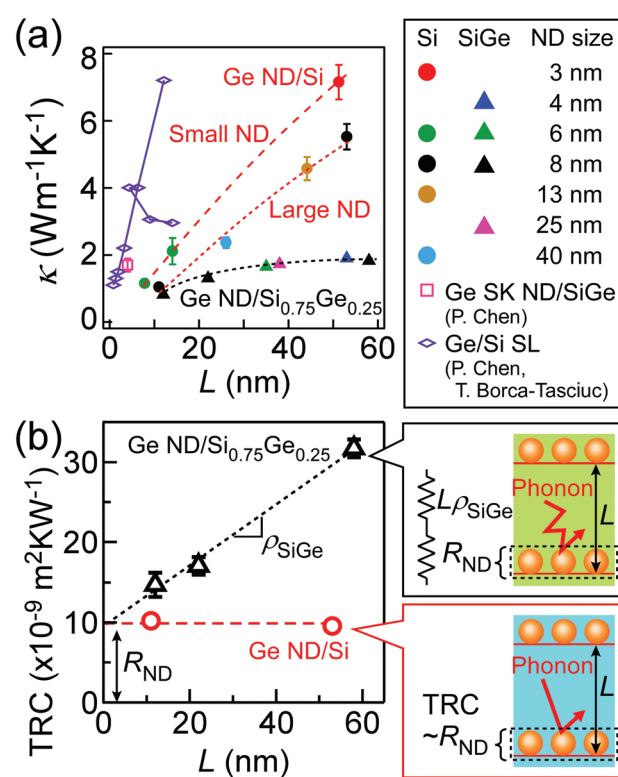 (a)
κ (Wm-1K-1)
8
6
4
2
0
Ge ND/Si
Small ND
Large ND
Ge ND/Si0.75Ge0.25
0 10 20 30 40 50 60
L (nm)
Si SiGe ND size
3 nm
4 nm
6 nm
8 nm
13 nm
25 nm
40 nm
Ge SK ND/SiGe
(P. Chen)
Ge/Si SL
(P. Chen,
T. Borca-Tasciuc)
(b)
TRC (x10-9 m2KW-1)
40
30
20
10
0
Ge ND/Si0.75Ge0.25
ρSiGe
Ge ND/Si
RND
0 20 40 60
L (nm)
LρSiGe
RND
Phonon
L
TRC
~RND
Phonon
L